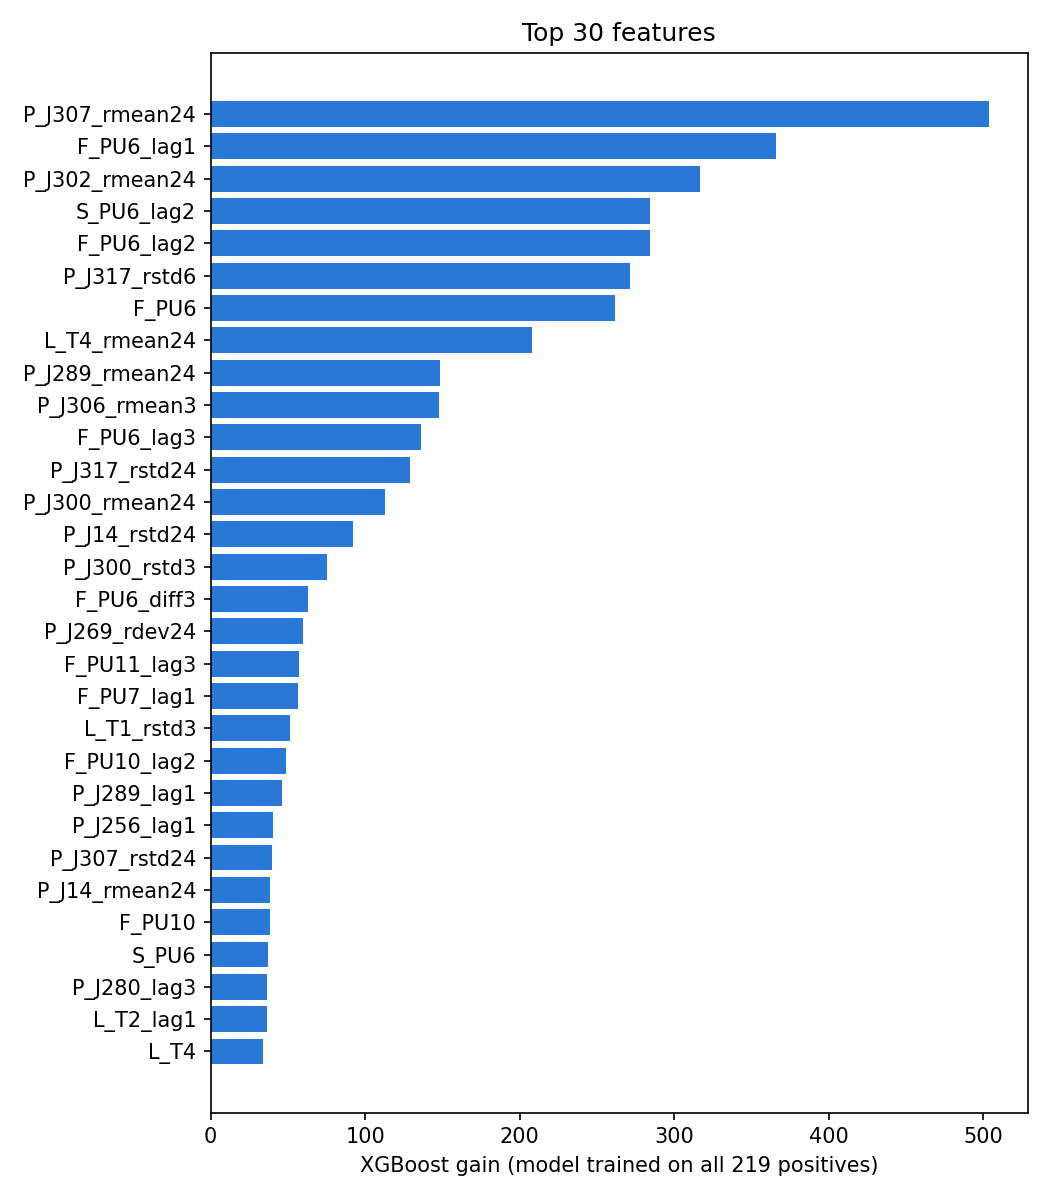 Top 30 features
P_J307_rmean24
F_PU6_lag1
P_J302_rmean24
S_PU6_lag2
F_PU6_lag2
P_J317_rstd6
F_PU6
L_T4_rmean24
P_J289_rmean24
P_J306_rmean3
F_PU6_lag3
P_J317_rstd24
P_J300_rmean24
P_J14_rstd24
P_J300_rstd3
F_PU6_diff3
P_J269_rdev24
F_PU11_lag3
F_PU7_lag1
L_T1_rstd3
F_PU10_lag2
P_J289_lag1
P_J256_lag1
P_J307_rstd24
P_J14_rmean24
F_PU10
S_PU6
P_J280_lag3
L_T2_lag1
L_T4
0 100 200 300 400 500
XGBoost gain (model trained on all 219 positives)